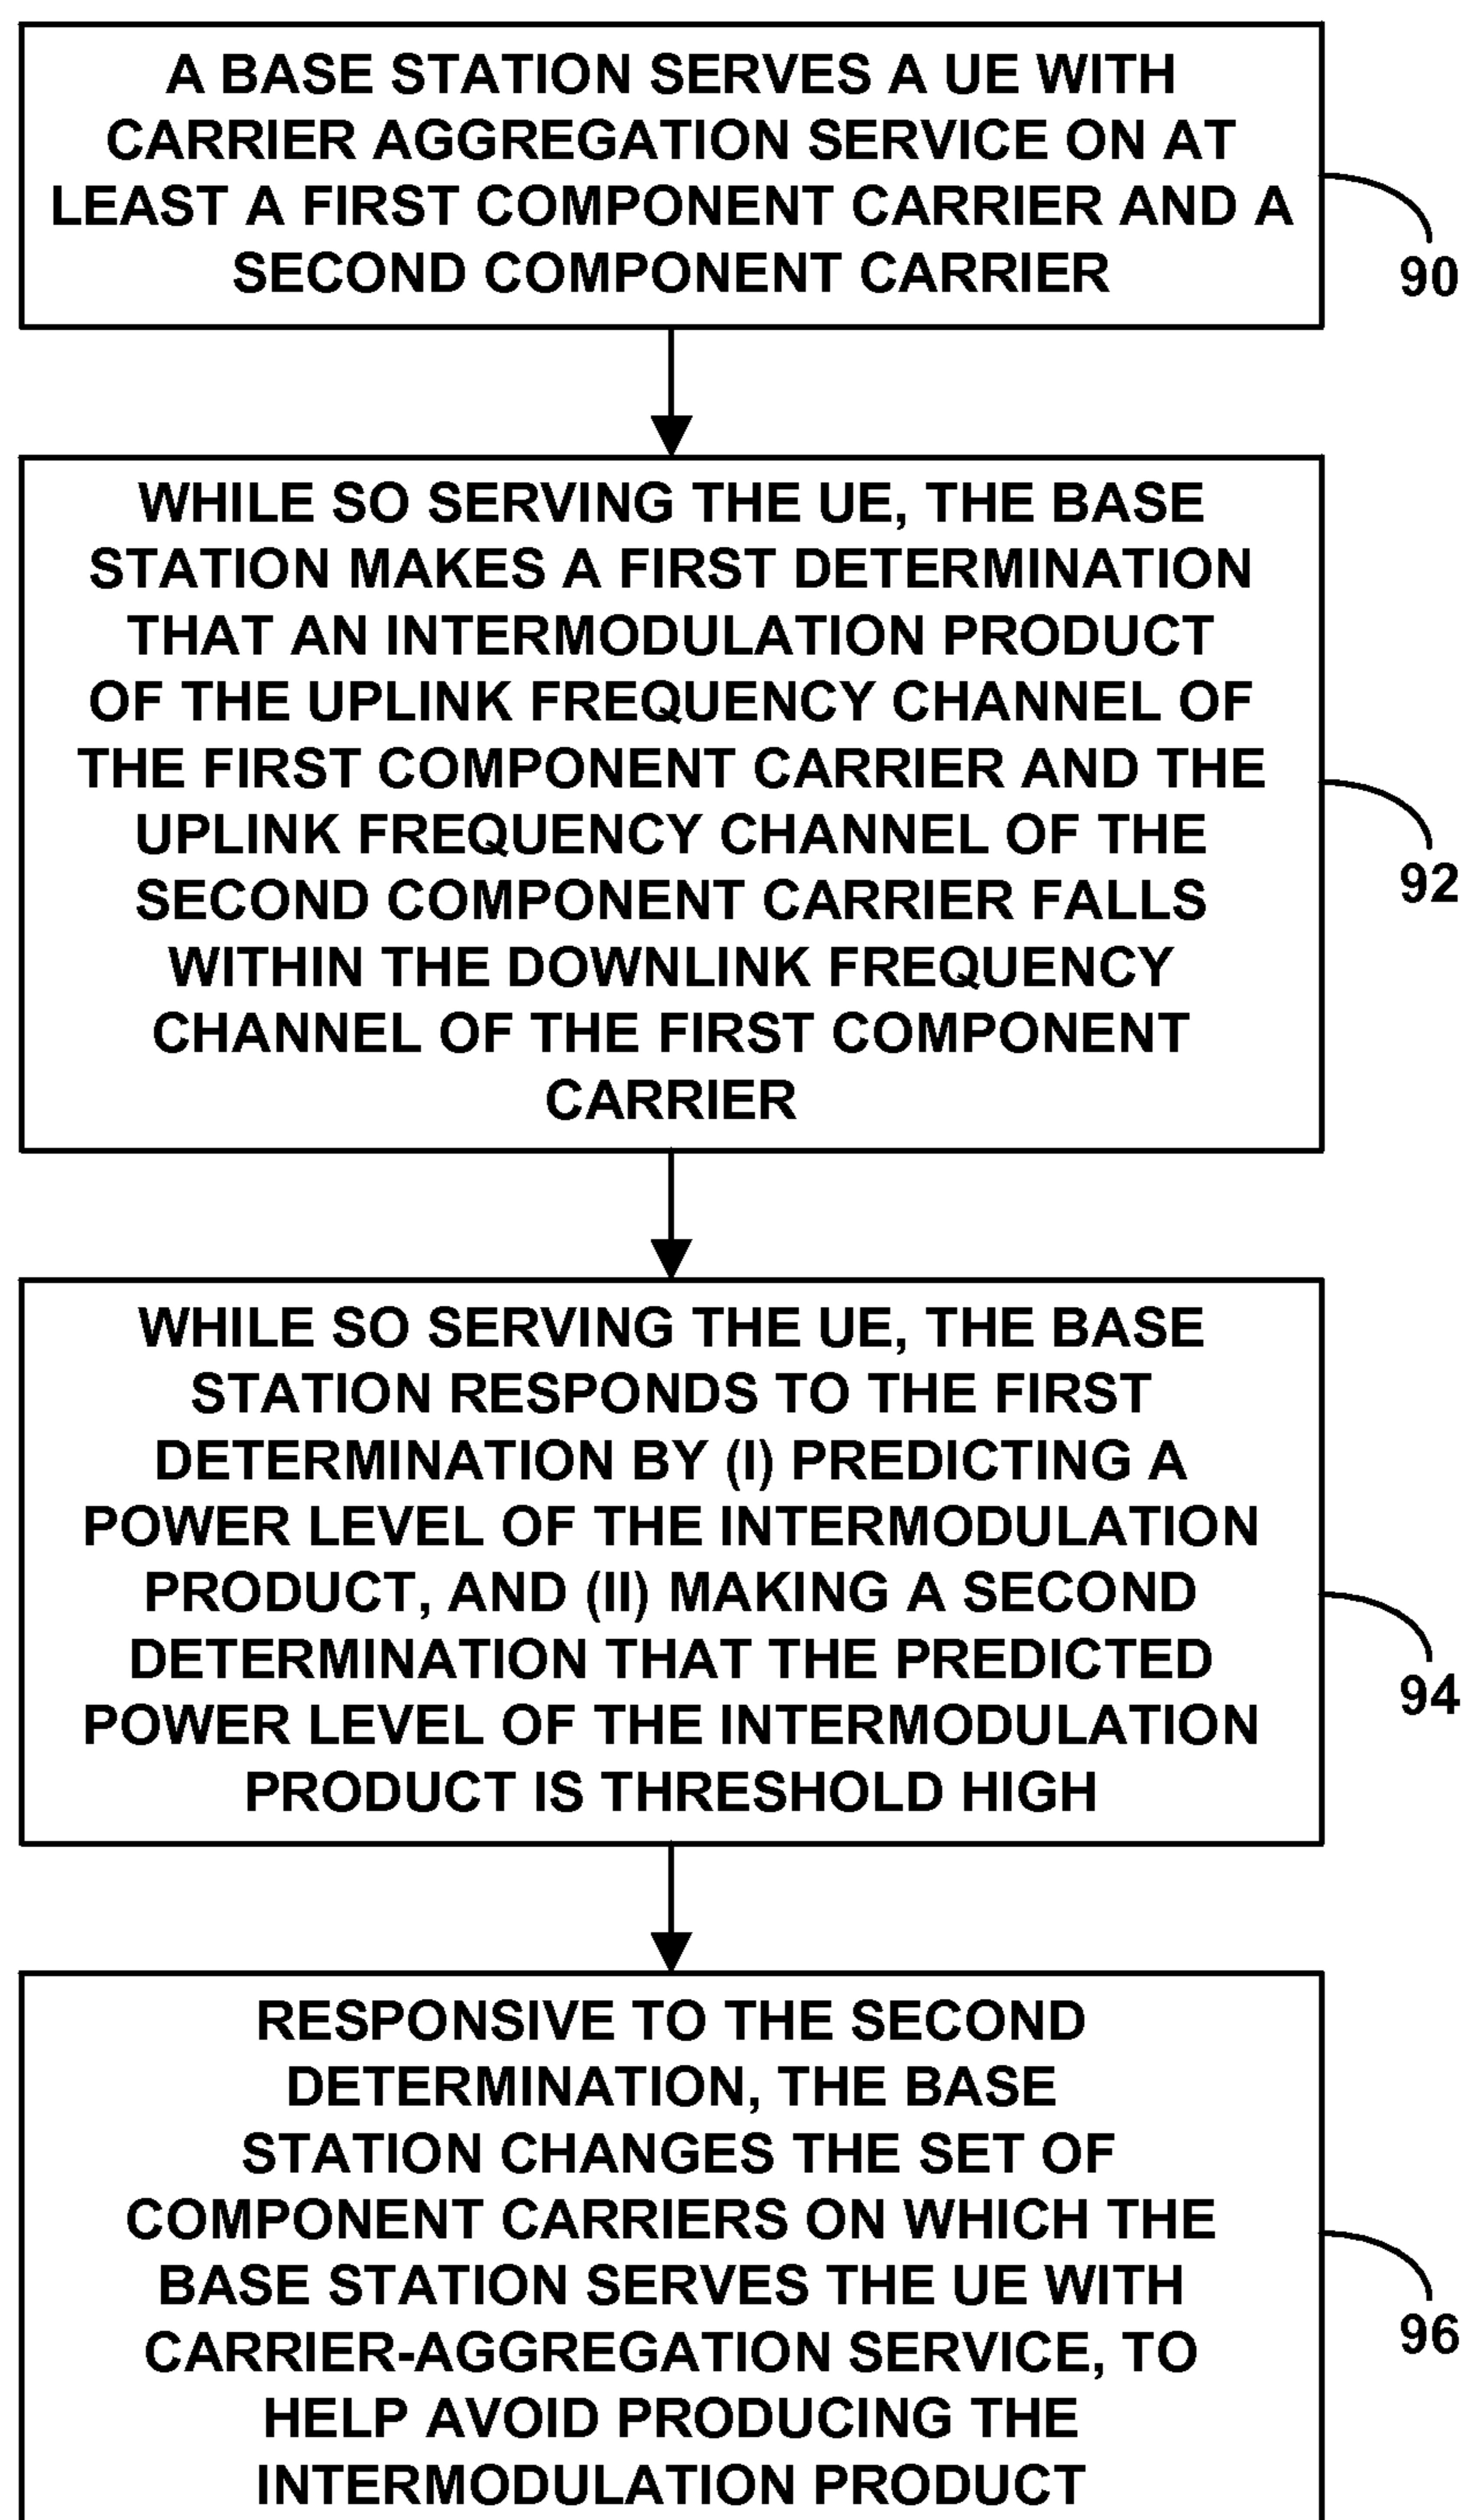 A BASE STATION SERVES A UE WITH
CARRIER AGGREGATION SERVICE ON AT
LEAST A FIRST COMPONENT CARRIER AND A
SECOND COMPONENT CARRIER
90
WHILE SO SERVING THE UE, THE BASE
STATION MAKES A FIRST DETERMINATION
THAT AN INTERMODULATION PRODUCT
OF THE UPLINK FREQUENCY CHANNEL OF
THE FIRST COMPONENT CARRIER AND THE
UPLINK FREQUENCY CHANNEL OF THE
SECOND COMPONENT CARRIER FALLS
WITHIN THE DOWNLINK FREQUENCY
CHANNEL OF THE FIRST COMPONENT
CARRIER
92
WHILE SO SERVING THE UE, THE BASE
STATION RESPONDS TO THE FIRST
DETERMINATION BY (I) PREDICTING A
POWER LEVEL OF THE INTERMODULATION
PRODUCT, AND (II) MAKING A SECOND
DETERMINATION THAT THE PREDICTED
POWER LEVEL OF THE INTERMODULATION
PRODUCT IS THRESHOLD HIGH
94
RESPONSIVE TO THE SECOND
DETERMINATION, THE BASE
STATION CHANGES THE SET OF
COMPONENT CARRIERS ON WHICH THE
BASE STATION SERVES THE UE WITH
CARRIER-AGGREGATION SERVICE, TO
HELP AVOID PRODUCING THE
INTERMODULATION PRODUCT
96